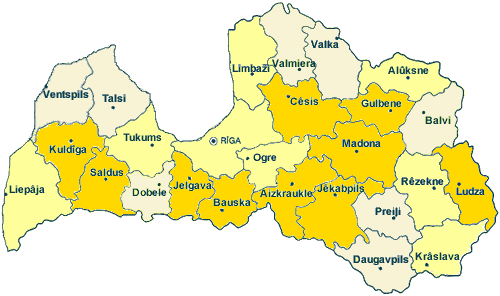 Valka
Valmiera
Limbaži
Alūksne
Ventspils
Talsi
Cēsis
Gulbene
Balvi
Tukums
RĪGA
Kuldīga
Madona
Ogre
Saldus
Dobele
Jelgava
Aizkraukle
Jēkabpils
Rēzekne
Ludza
Liepāja
Bauska
Preiļi
Daugavpils
Krāslava